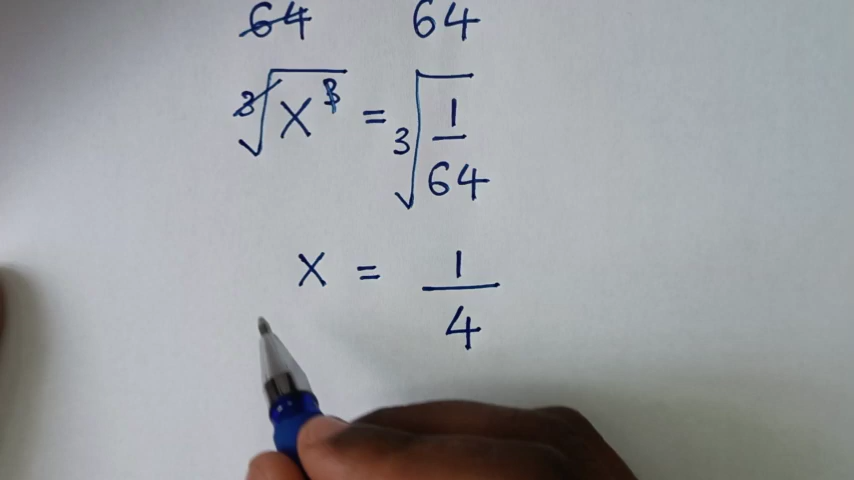 64 64
∛x³ = ∛(1/64)
x = 1/4